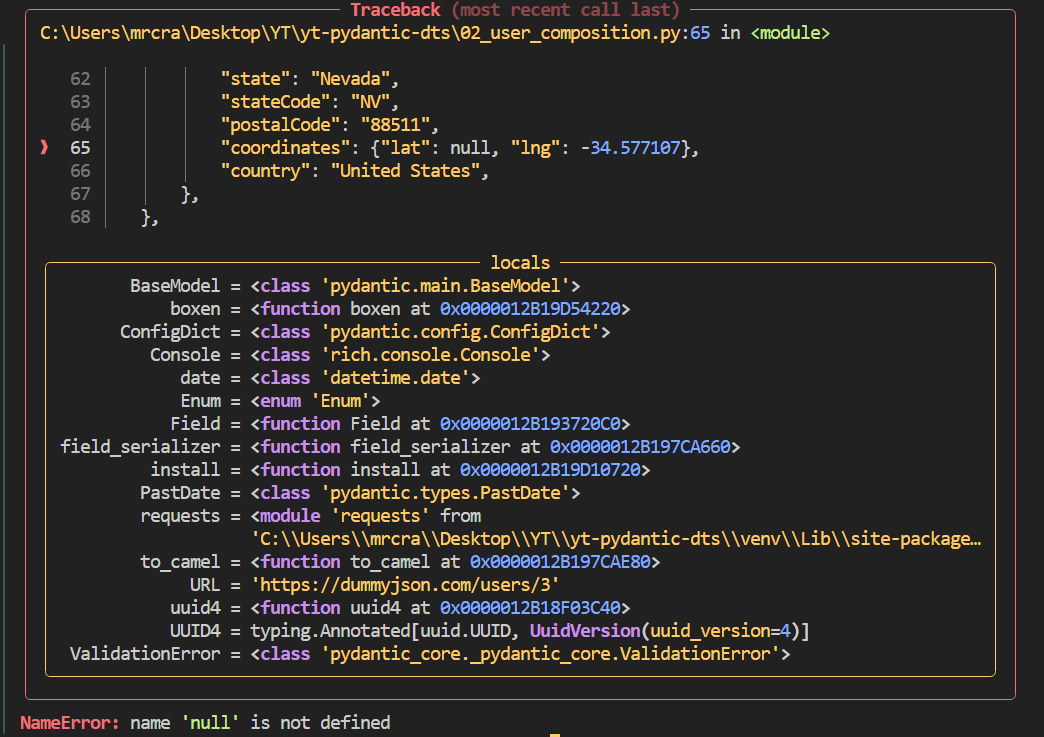 Traceback (most recent call last)
C:\Users\mrcra\Desktop\YT\yt-pydantic-dts\02_user_composition.py:65 in <module>
62 "state": "Nevada",
63 "stateCode": "NV",
64 "postalCode": "88511",
❱ 65 "coordinates": {"lat": null, "lng": -34.577107},
66 "country": "United States",
67 },
68 },
locals
BaseModel = <class 'pydantic.main.BaseModel'>
boxen = <function boxen at 0x0000012B19D54220>
ConfigDict = <class 'pydantic.config.ConfigDict'>
Console = <class 'rich.console.Console'>
date = <class 'datetime.date'>
Enum = <enum 'Enum'>
Field = <function Field at 0x0000012B193720C0>
field_serializer = <function field_serializer at 0x0000012B197CA660>
install = <function install at 0x0000012B19D10720>
PastDate = <class 'pydantic.types.PastDate'>
requests = <module 'requests' from
'C:\\Users\\mrcra\\Desktop\\YT\\yt-pydantic-dts\\venv\\Lib\\site-package…
to_camel = <function to_camel at 0x0000012B197CAE80>
URL = 'https://dummyjson.com/users/3'
uuid4 = <function uuid4 at 0x0000012B18F03C40>
UUID4 = typing.Annotated[uuid.UUID, UuidVersion(uuid_version=4)]
ValidationError = <class 'pydantic_core._pydantic_core.ValidationError'>
NameError: name 'null' is not defined